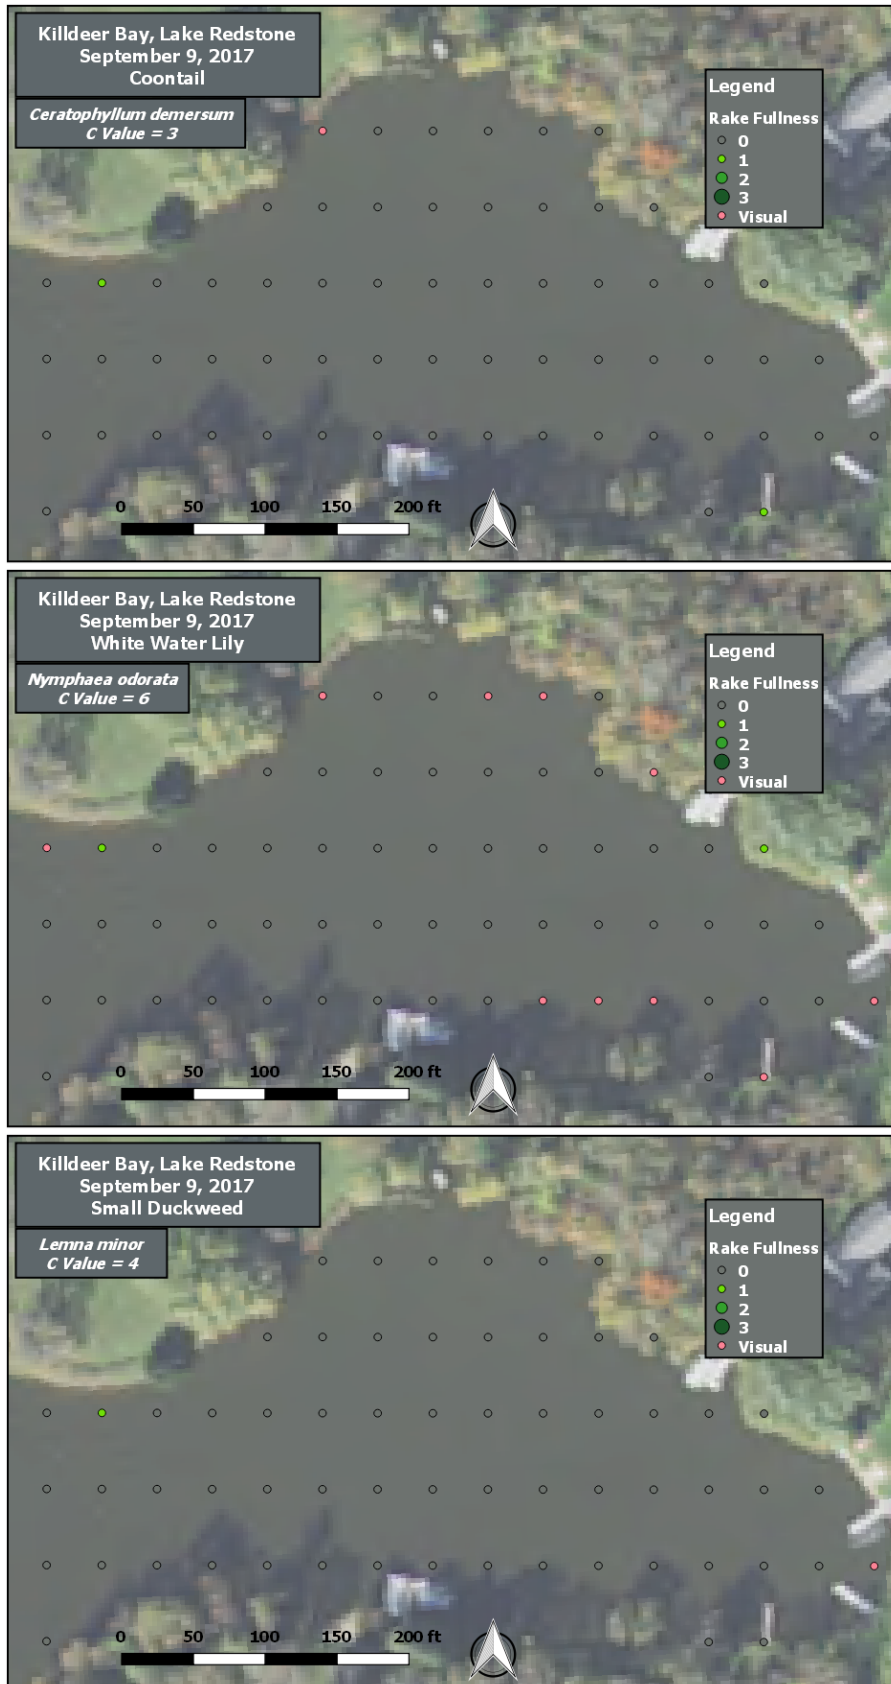 Killdeer Bay, Lake Redstone
September 9, 2017
Coontail
Ceratophyllum demersum
C Value = 3
Legend
Rake Fullness
0
1
2
3
Visual
0 50 100 150 200 ft
Killdeer Bay, Lake Redstone
September 9, 2017
White Water Lily
Nymphaea odorata
C Value = 6
Legend
Rake Fullness
0
1
2
3
Visual
0 50 100 150 200 ft
Killdeer Bay, Lake Redstone
September 9, 2017
Small Duckweed
Lemna minor
C Value = 4
Legend
Rake Fullness
0
1
2
3
Visual
0 50 100 150 200 ft